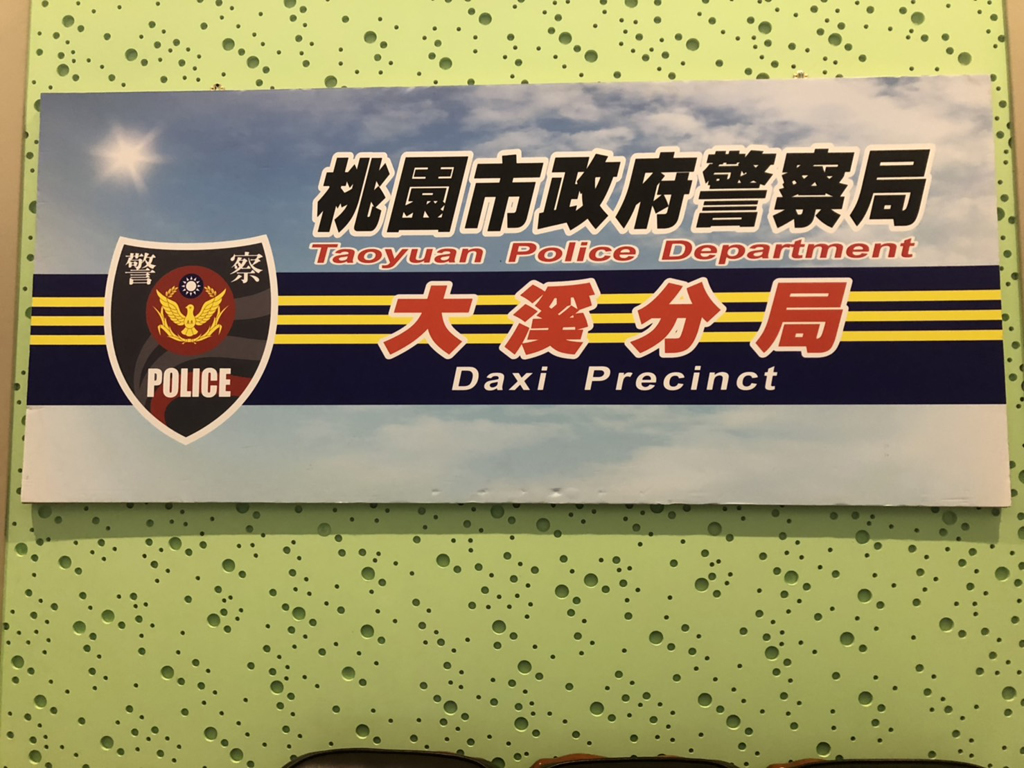 桃園市政府警察局
Taoyuan Police Department
警 察
POLICE
大溪分局
Daxi Precinct